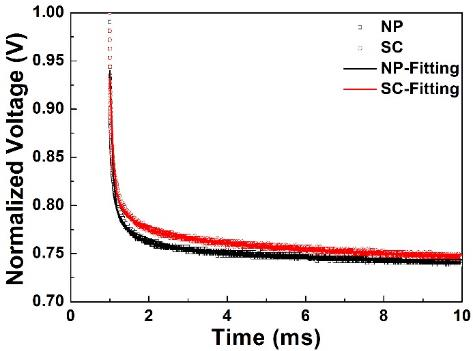 1.00
0.95
0.90
0.85
0.80
0.75
0.70
Normalized Voltage (V)
NP
SC
NP-Fitting
SC-Fitting
0
2
4
6
8
10
Time (ms)